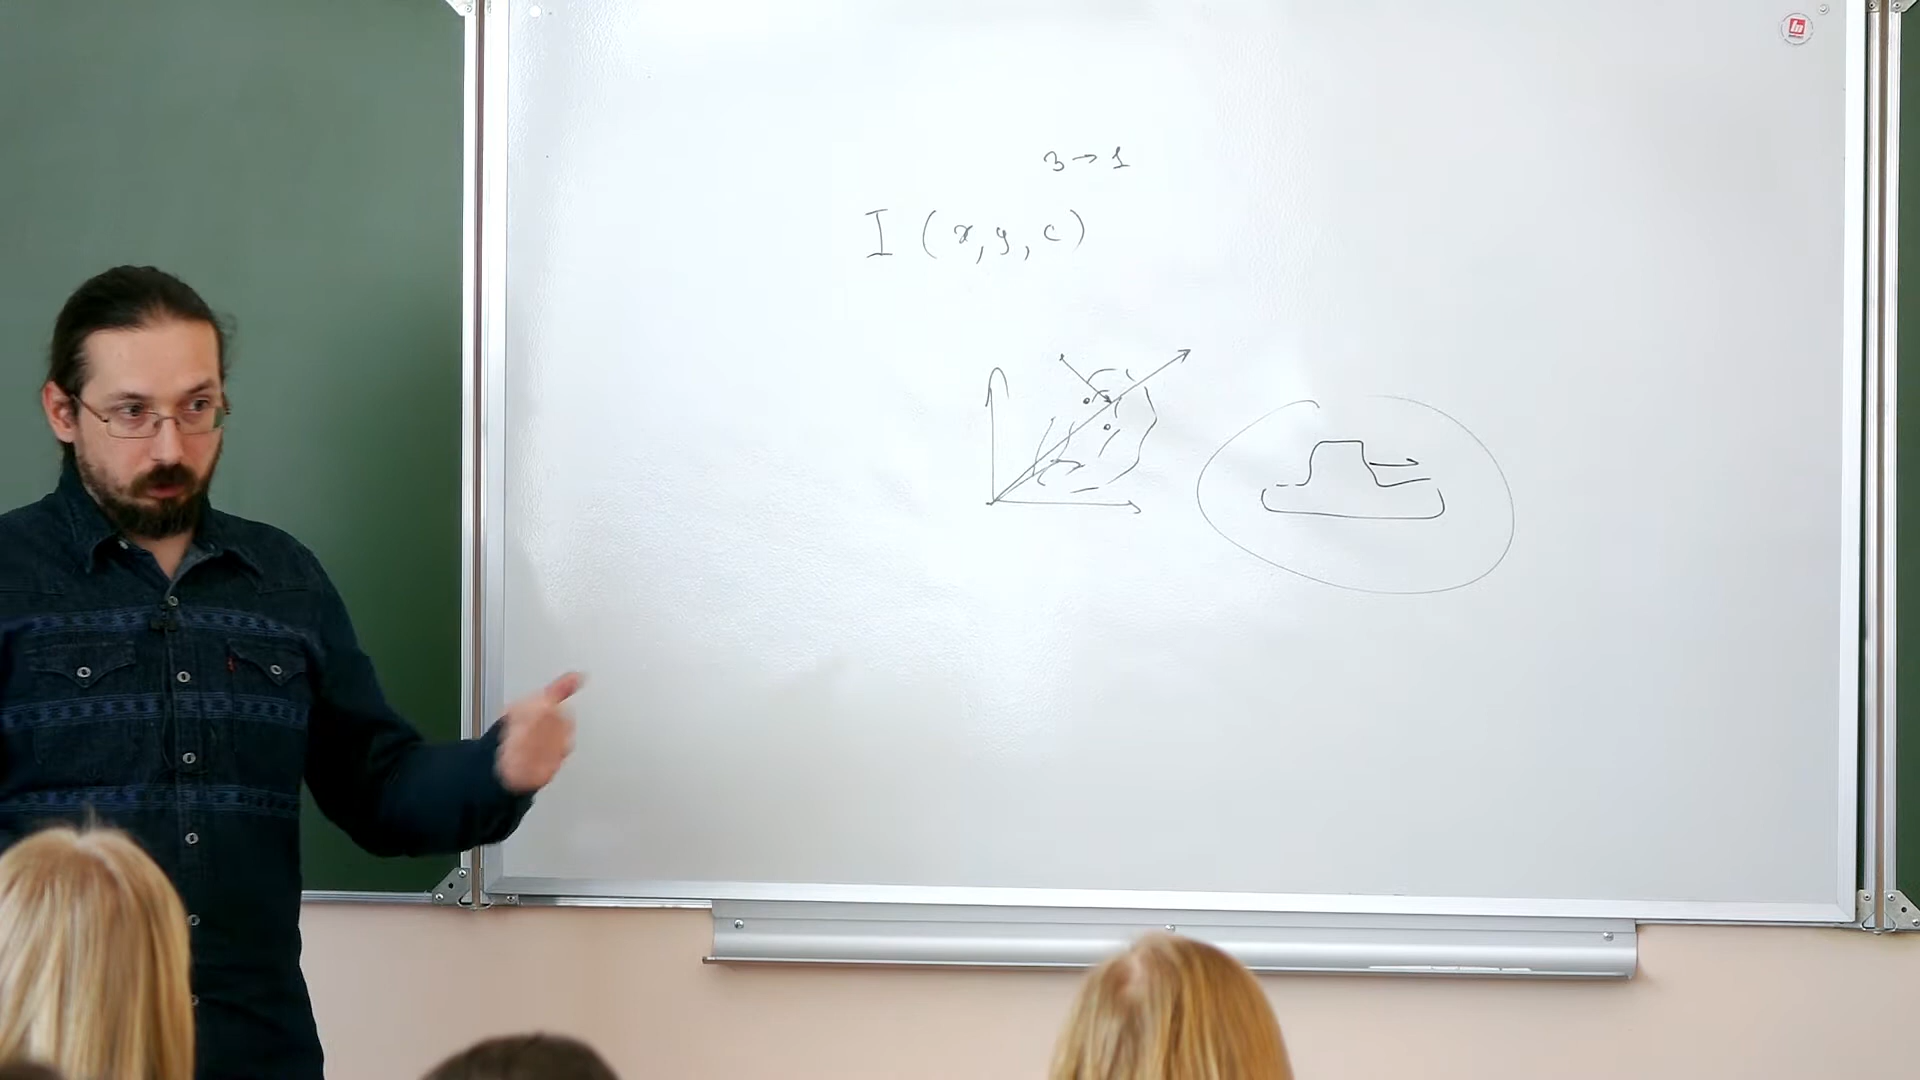 3 → 1
I (x, y, c)